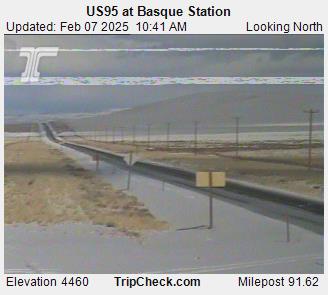 US95 at Basque Station
Updated: Feb 07 2025 10:41 AM Looking North
Elevation 4460 TripCheck.com Milepost 91.62